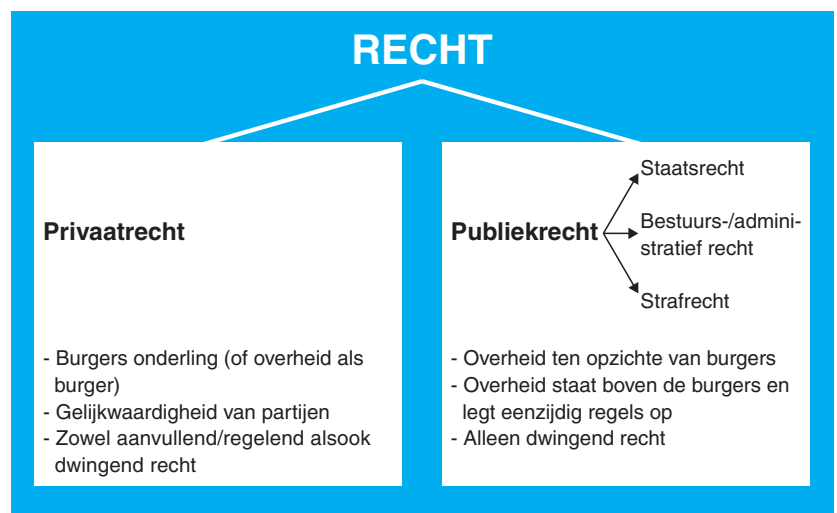 RECHT
Privaatrecht
- Burgers onderling (of overheid als
burger)
- Gelijkwaardigheid van partijen
- Zowel aanvullend/regelend alsook
dwingend recht
Publiekrecht
Staatsrecht
Bestuurs-/admini-
stratief recht
Strafrecht
- Overheid ten opzichte van burgers
- Overheid staat boven de burgers en
legt eenzijdig regels op
- Alleen dwingend recht